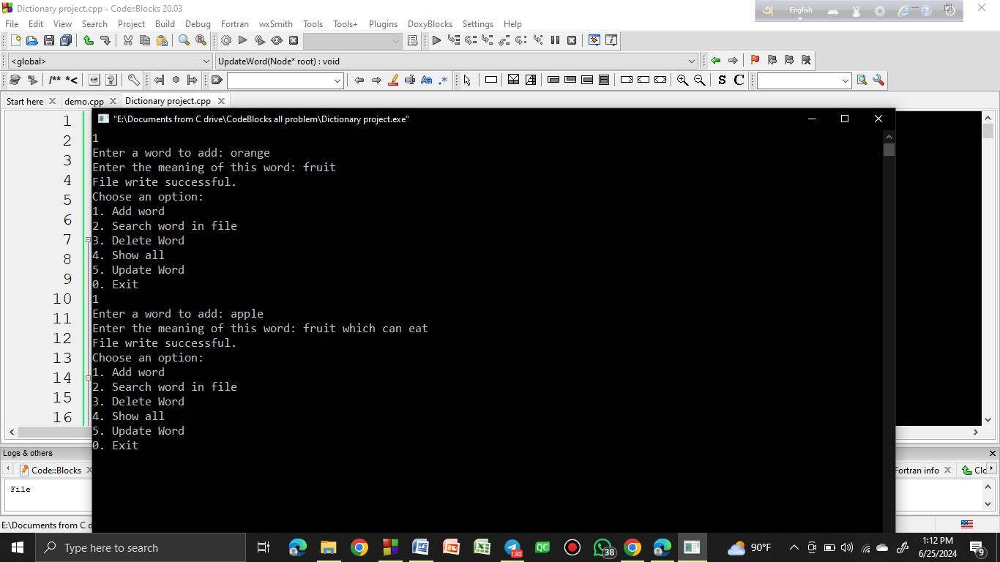 Dictionary project.cpp - Code::Blocks 20.03
English
File Edit View Search Project Build Debug Fortran wxSmith Tools Tools+ Plugins DoxyBlocks Settings Help
<global>
UpdateWord(Node* root) : void
/** *<
Aa .*
S C
Start here
demo.cpp
Dictionary project.cpp
1
2
3
4
5
6
7
8
9
10
11
12
13
14
15
16
"E:\Documents from C drive\CodeBlocks all problem\Dictionary project.exe"
1
Enter a word to add: orange
Enter the meaning of this word: fruit
File write successful.
Choose an option:
1. Add word
2. Search word in file
3. Delete Word
4. Show all
5. Update Word
0. Exit
1
Enter a word to add: apple
Enter the meaning of this word: fruit which can eat
File write successful.
Choose an option:
1. Add word
2. Search word in file
3. Delete Word
4. Show all
5. Update Word
0. Exit
Logs & others
Code::Blocks
Fortran info
Clo
File
E:\Documents from C d
Type here to search
130
QC
38
90°F
1:12 PM
6/25/2024
9